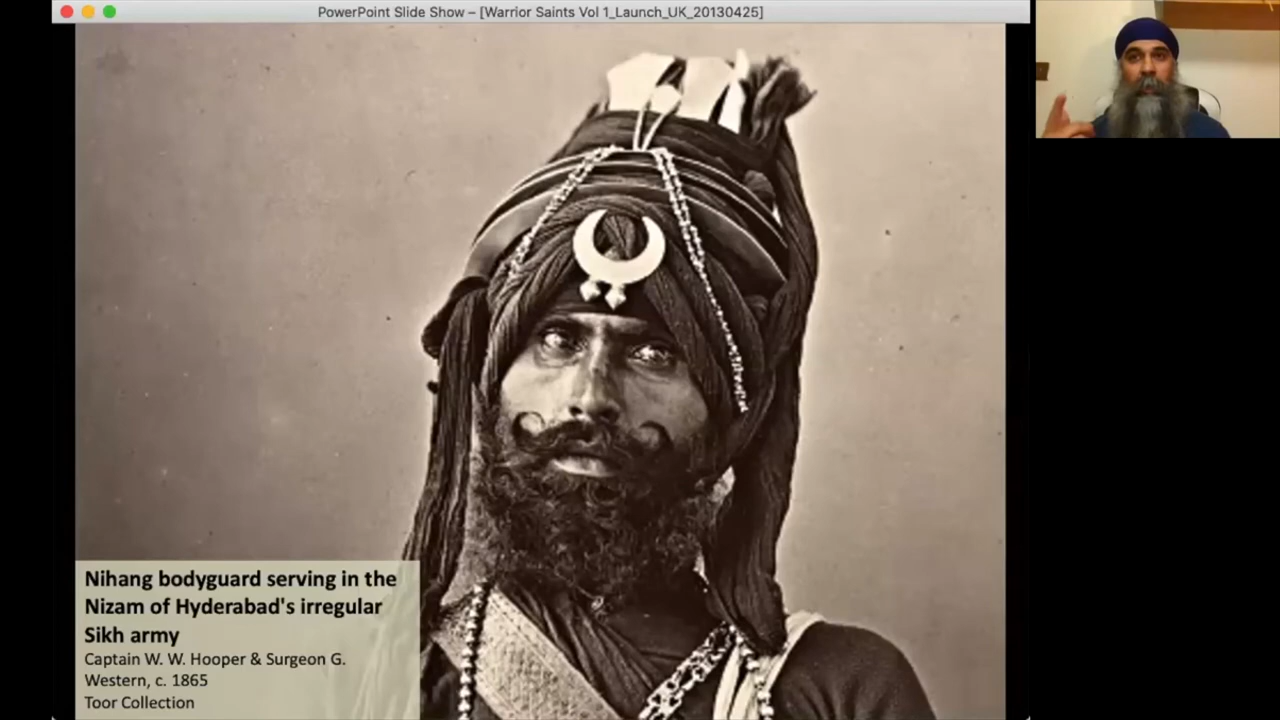 PowerPoint Slide Show – [Warrior Saints Vol 1_Launch_UK_20130425]
Nihang bodyguard serving in the
Nizam of Hyderabad's irregular
Sikh army
Captain W. W. Hooper & Surgeon G.
Western, c. 1865
Toor Collection